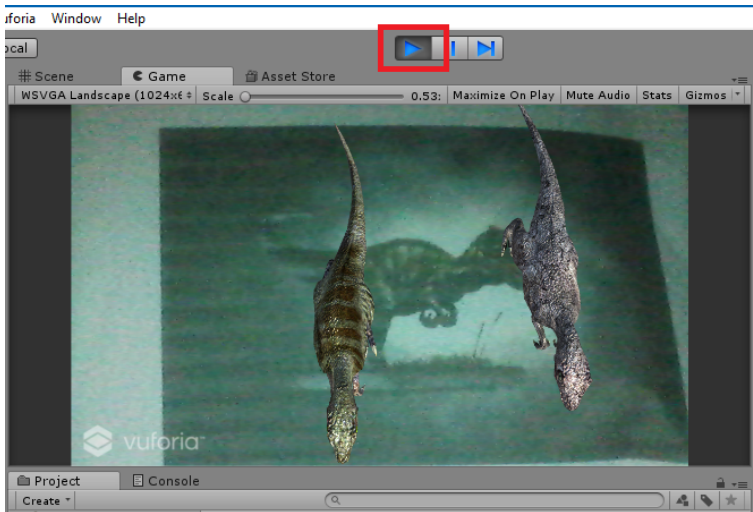 uforia Window Help
ocal
Scene Game Asset Store
WSVGA Landscape (1024x6 Scale 0.53: Maximize On Play Mute Audio Stats Gizmos
vuforia™
Project Console
Create